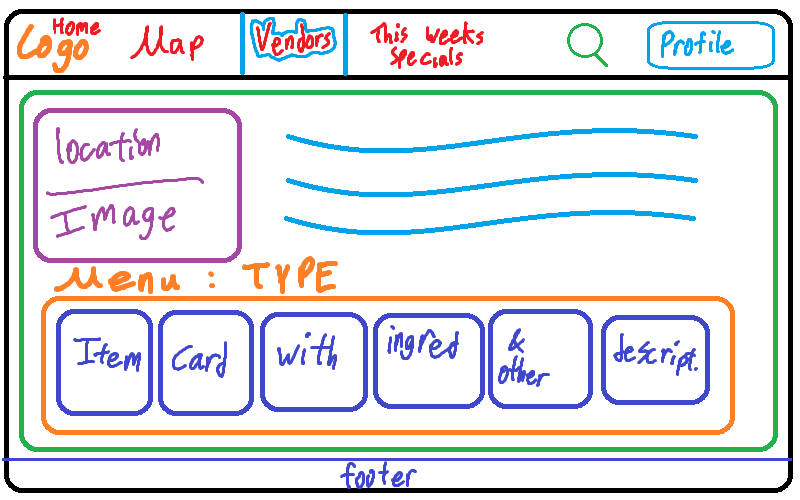 Home
Logo Map Vendors This weeks Specials Profile
location
Image
Menu : TYPE
Item Card with ingred & other descript.
footer